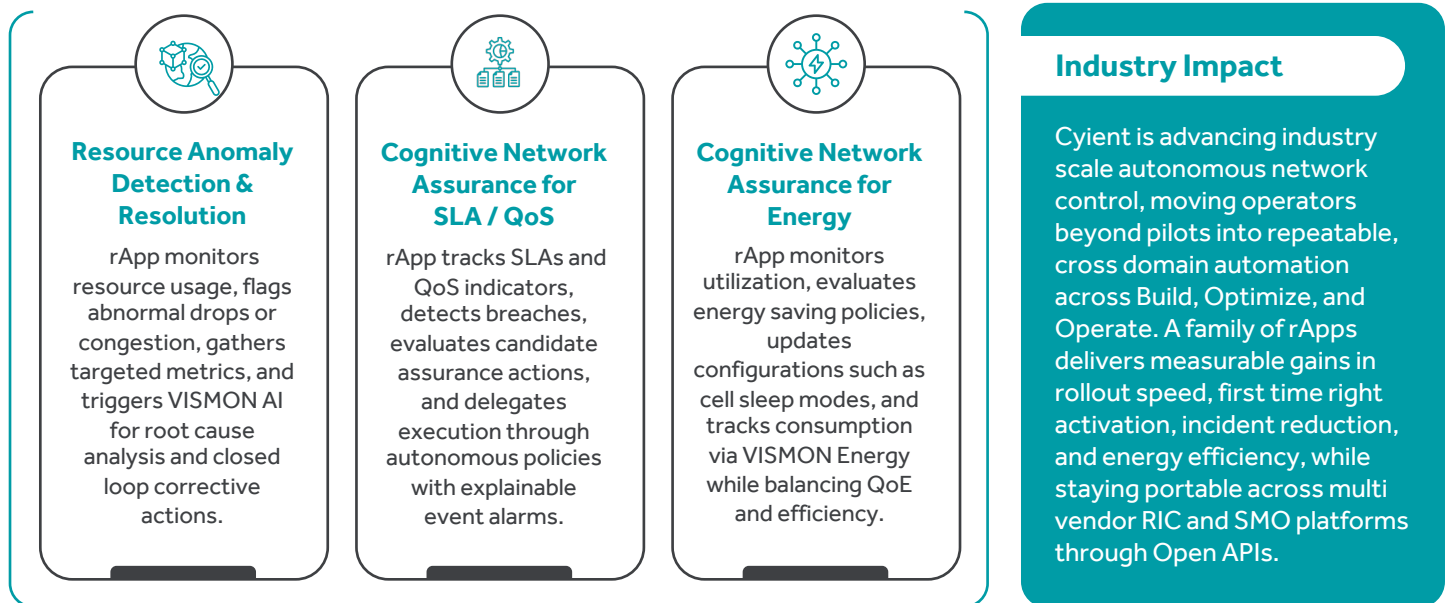 Resource Anomaly
Detection &
Resolution
rApp monitors
resource usage, flags
abnormal drops or
congestion, gathers
targeted metrics, and
triggers VISMON AI
for root cause
analysis and closed
loop corrective
actions.
Cognitive Network
Assurance for
SLA / QoS
rApp tracks SLAs and
QoS indicators,
detects breaches,
evaluates candidate
assurance actions,
and delegates
execution through
autonomous policies
with explainable
event alarms.
Cognitive Network
Assurance for
Energy
rApp monitors
utilization, evaluates
energy saving policies,
updates
configurations such as
cell sleep modes, and
tracks consumption
via VISMON Energy
while balancing QoE
and efficiency.
Industry Impact
Cyient is advancing industry
scale autonomous network
control, moving operators
beyond pilots into repeatable,
cross domain automation
across Build, Optimize, and
Operate. A family of rApps
delivers measurable gains in
rollout speed, first time right
activation, incident reduction,
and energy efficiency, while
staying portable across multi
vendor RIC and SMO platforms
through Open APIs.